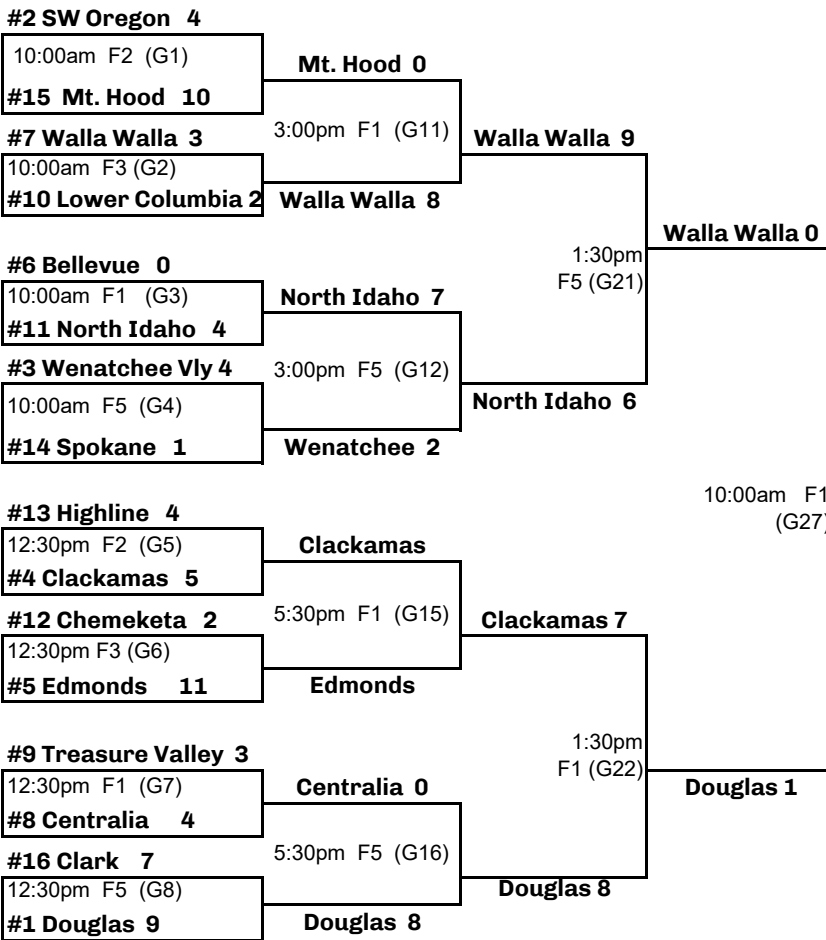 #2 SW Oregon 4
10:00am F2 (G1)
#15 Mt. Hood 10
#7 Walla Walla 3
10:00am F3 (G2)
#10 Lower Columbia 2
#6 Bellevue 0
10:00am F1 (G3)
#11 North Idaho 4
#3 Wenatchee Vly 4
10:00am F5 (G4)
#14 Spokane 1
#13 Highline 4
12:30pm F2 (G5)
#4 Clackamas 5
#12 Chemeketa 2
12:30pm F3 (G6)
#5 Edmonds 11
#9 Treasure Valley 3
12:30pm F1 (G7)
#8 Centralia 4
#16 Clark 7
12:30pm F5 (G8)
#1 Douglas 9
Mt. Hood 0
3:00pm F1 (G11)
Walla Walla 8
North Idaho 7
3:00pm F5 (G12)
Wenatchee 2
Clackamas
5:30pm F1 (G15)
Edmonds
Centralia 0
5:30pm F5 (G16)
Douglas 8
Walla Walla 9
1:30pm
F5 (G21)
North Idaho 6
Clackamas 7
1:30pm
F1 (G22)
Douglas 8
Walla Walla 0
10:00am F1
(G27)
Douglas 1